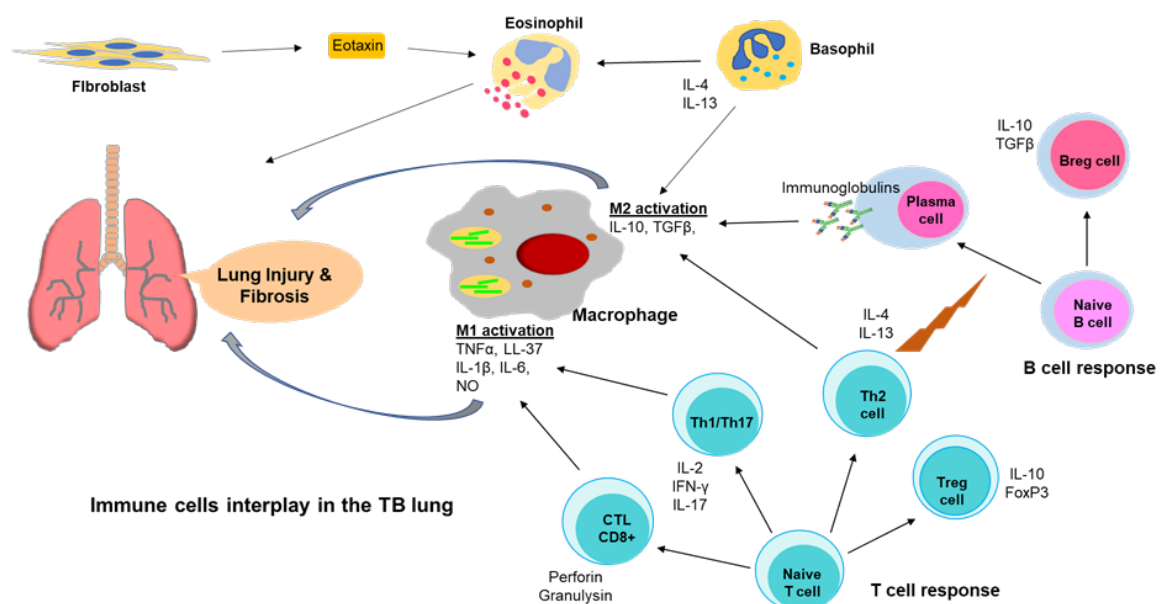 Eosinophil
Basophil
Eotaxin
FIbroblast
IL-4
IL-13
IL-10
TGFβ
Breg cell
Immunoglobulins
Plasma
cell
M2 activation
IL-10, TGFβ,
Lung Injury &
Fibrosis
Naive
B cell
Macrophage
IL-4
IL-13
B cell response
M1 activation
TNFα, LL-37
IL-1β, IL-6,
NO
Th2
cell
Th1/Th17
IL-2
IFN-γ
IL-17
Treg
cell
IL-10
FoxP3
Immune cells interplay in the TB lung
CTL
CD8+
Perforin
Granulysin
Naive
T cell
T cell response